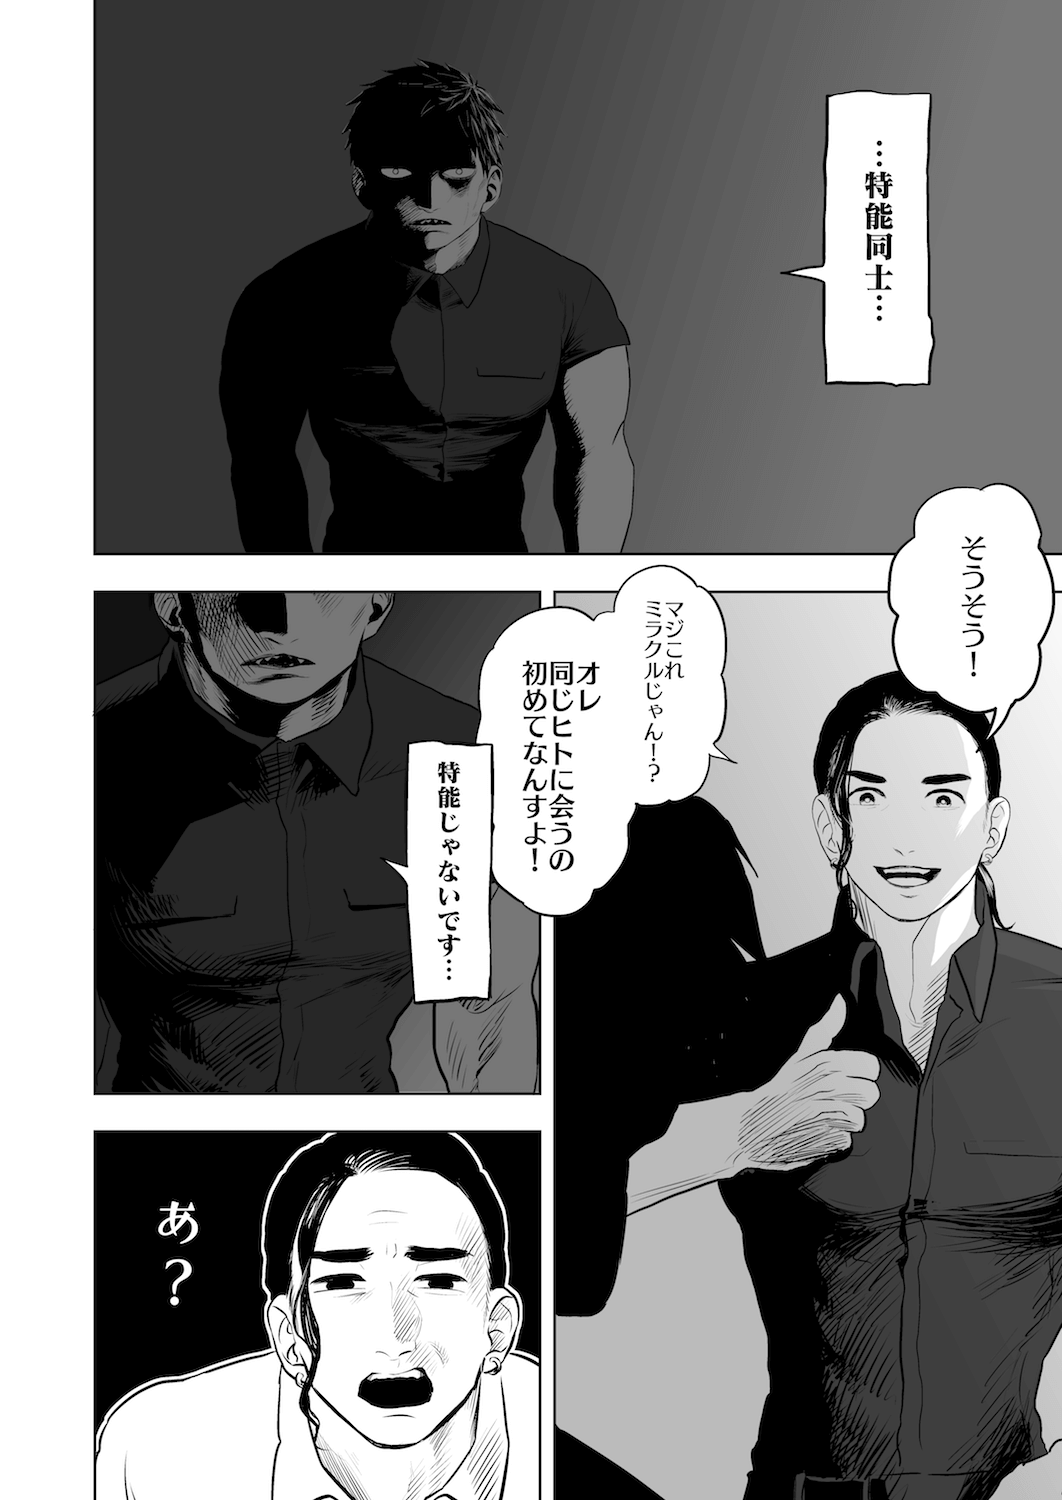 …特能同士…
そうそう！
マジこれ
ミラクルじゃん！？
オレ
同じヒトに会うの
初めてなんすよ！
特能じゃないです…
あ？